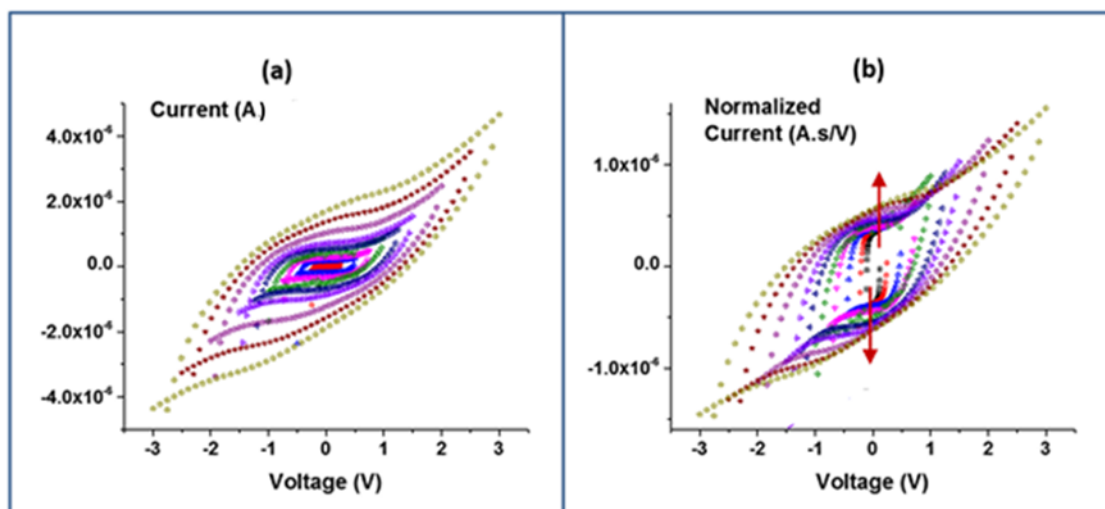 (a)
Current (A)
4.0x10⁻⁶
2.0x10⁻⁶
0.0
-2.0x10⁻⁶
-4.0x10⁻⁶
-3 -2 -1 0 1 2 3
Voltage (V)
(b)
Normalized
Current (A.s/V)
1.0x10⁻⁶
0.0
-1.0x10⁻⁶
-3 -2 -1 0 1 2 3
Voltage (V)